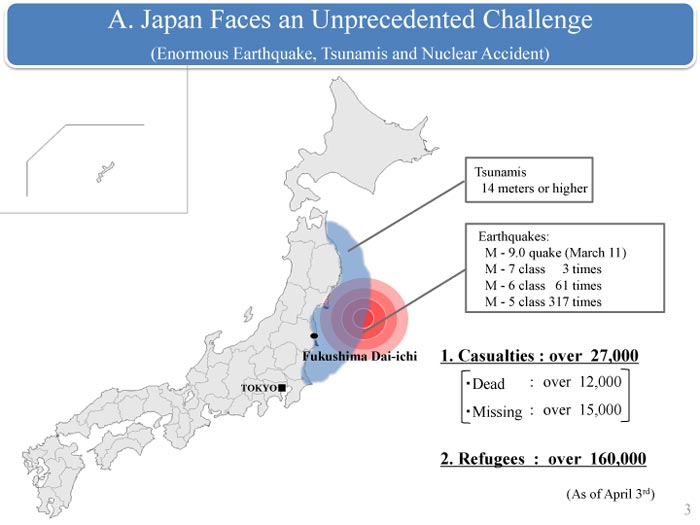 A. Japan Faces an Unprecedented Challenge
(Enormous Earthquake, Tsunamis and Nuclear Accident)
Tsunamis
14 meters or higher
Earthquakes:
M - 9.0 quake (March 11)
M - 7 class 3 times
M - 6 class 61 times
M - 5 class 317 times
Fukushima Dai-ichi
TOKYO
1. Casualties : over 27,000
・Dead : over 12,000
・Missing : over 15,000
2. Refugees : over 160,000
(As of April 3rd)
3